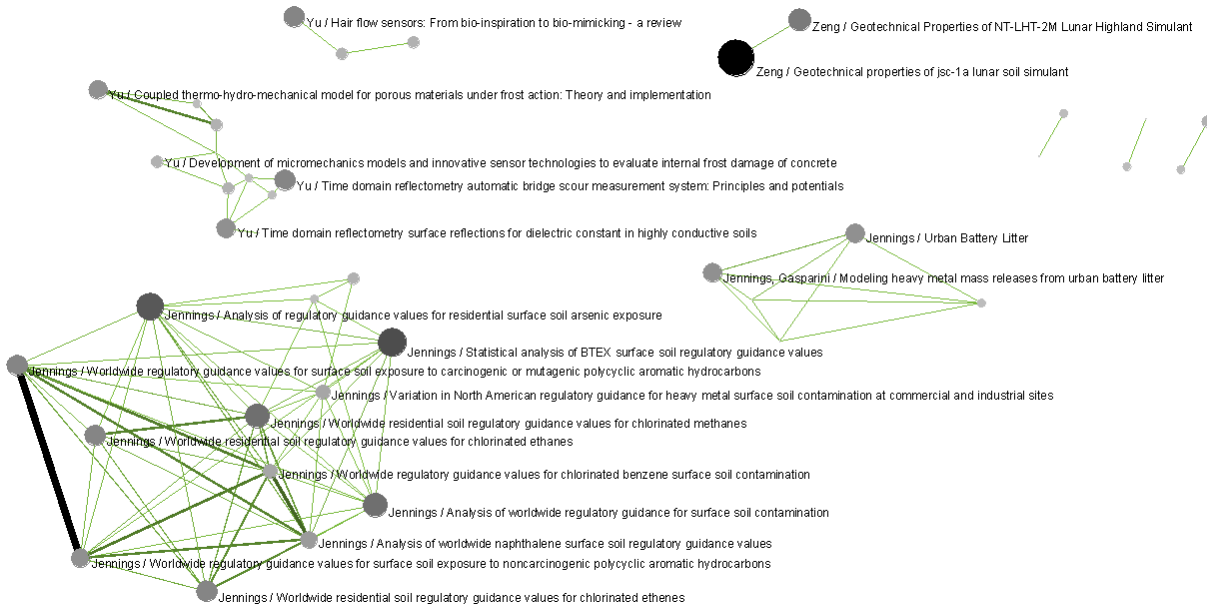 Yu / Hair flow sensors: From bio-inspiration to bio-mimicking - a review
Zeng / Geotechnical Properties of NT-LHT-2M Lunar Highland Simulant
Zeng / Geotechnical properties of jsc-1a lunar soil simulant
Yu / Coupled thermo-hydro-mechanical model for porous materials under frost action: Theory and implementation
Yu / Development of micromechanics models and innovative sensor technologies to evaluate internal frost damage of concrete
Yu / Time domain reflectometry automatic bridge scour measurement system: Principles and potentials
Yu / Time domain reflectometry surface reflections for dielectric constant in highly conductive soils
Jennings / Urban Battery Litter
Jennings, Gasparini / Modeling heavy metal mass releases from urban battery litter
Jennings / Analysis of regulatory guidance values for residential surface soil arsenic exposure
Jennings / Statistical analysis of BTEX surface soil regulatory guidance values
Jennings / Worldwide regulatory guidance values for surface soil exposure to carcinogenic or mutagenic polycyclic aromatic hydrocarbons
Jennings / Variation in North American regulatory guidance for heavy metal surface soil contamination at commercial and industrial sites
Jennings / Worldwide residential soil regulatory guidance values for chlorinated methanes
Jennings / Worldwide residential soil regulatory guidance values for chlorinated ethanes
Jennings / Worldwide regulatory guidance values for chlorinated benzene surface soil contamination
Jennings / Analysis of worldwide regulatory guidance for surface soil contamination
Jennings / Analysis of worldwide naphthalene surface soil regulatory guidance values
Jennings / Worldwide regulatory guidance values for surface soil exposure to noncarcinogenic polycyclic aromatic hydrocarbons
Jennings / Worldwide residential soil regulatory guidance values for chlorinated ethenes